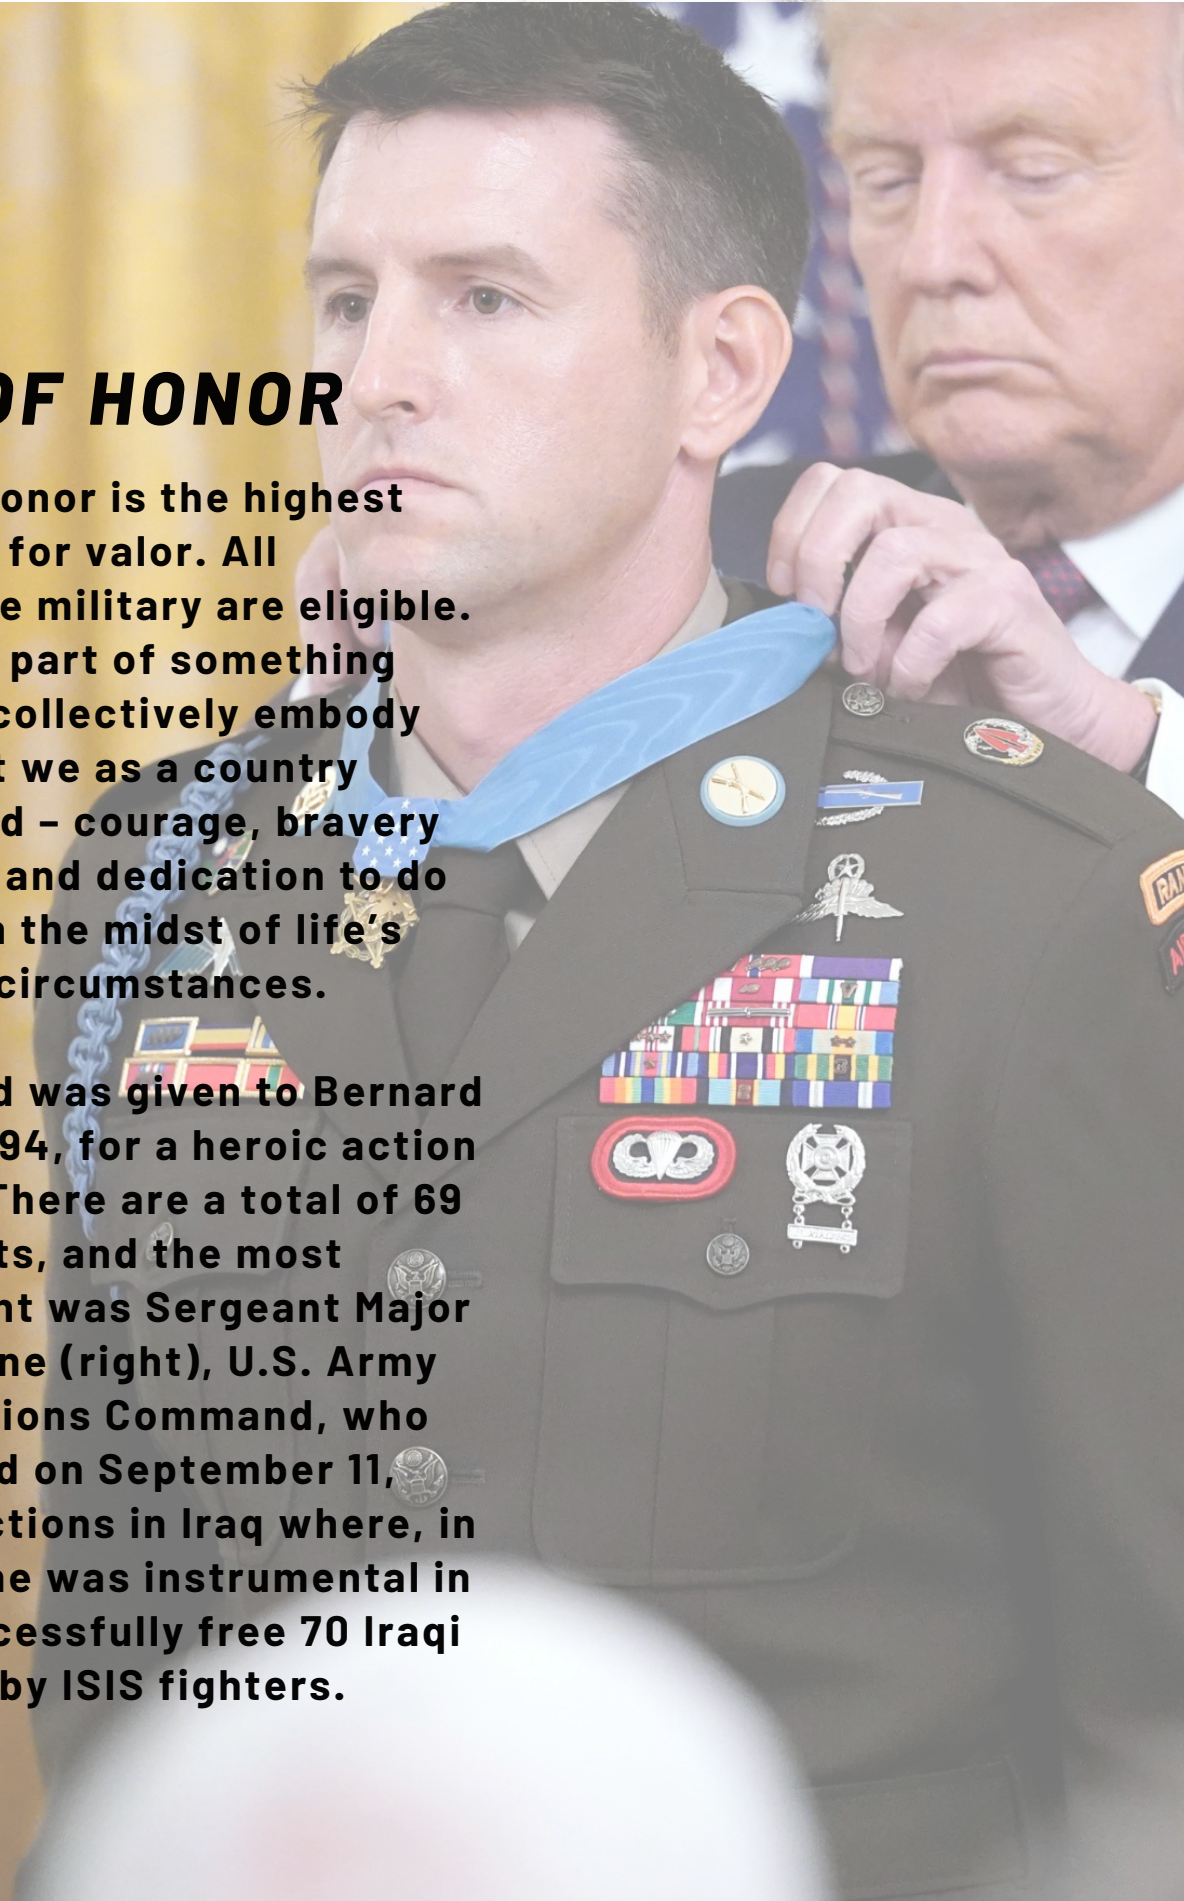 OF HONOR
onor is the highest
for valor. All
e military are eligible.
part of something
collectively embody
t we as a country
d – courage, bravery
and dedication to do
n the midst of life’s
circumstances.
d was given to Bernard
94, for a heroic action
There are a total of 69
ts, and the most
nt was Sergeant Major
ne (right), U.S. Army
ions Command, who
d on September 11,
ctions in Iraq where, in
he was instrumental in
cessfully free 70 Iraqi
by ISIS fighters.
RAN
AI